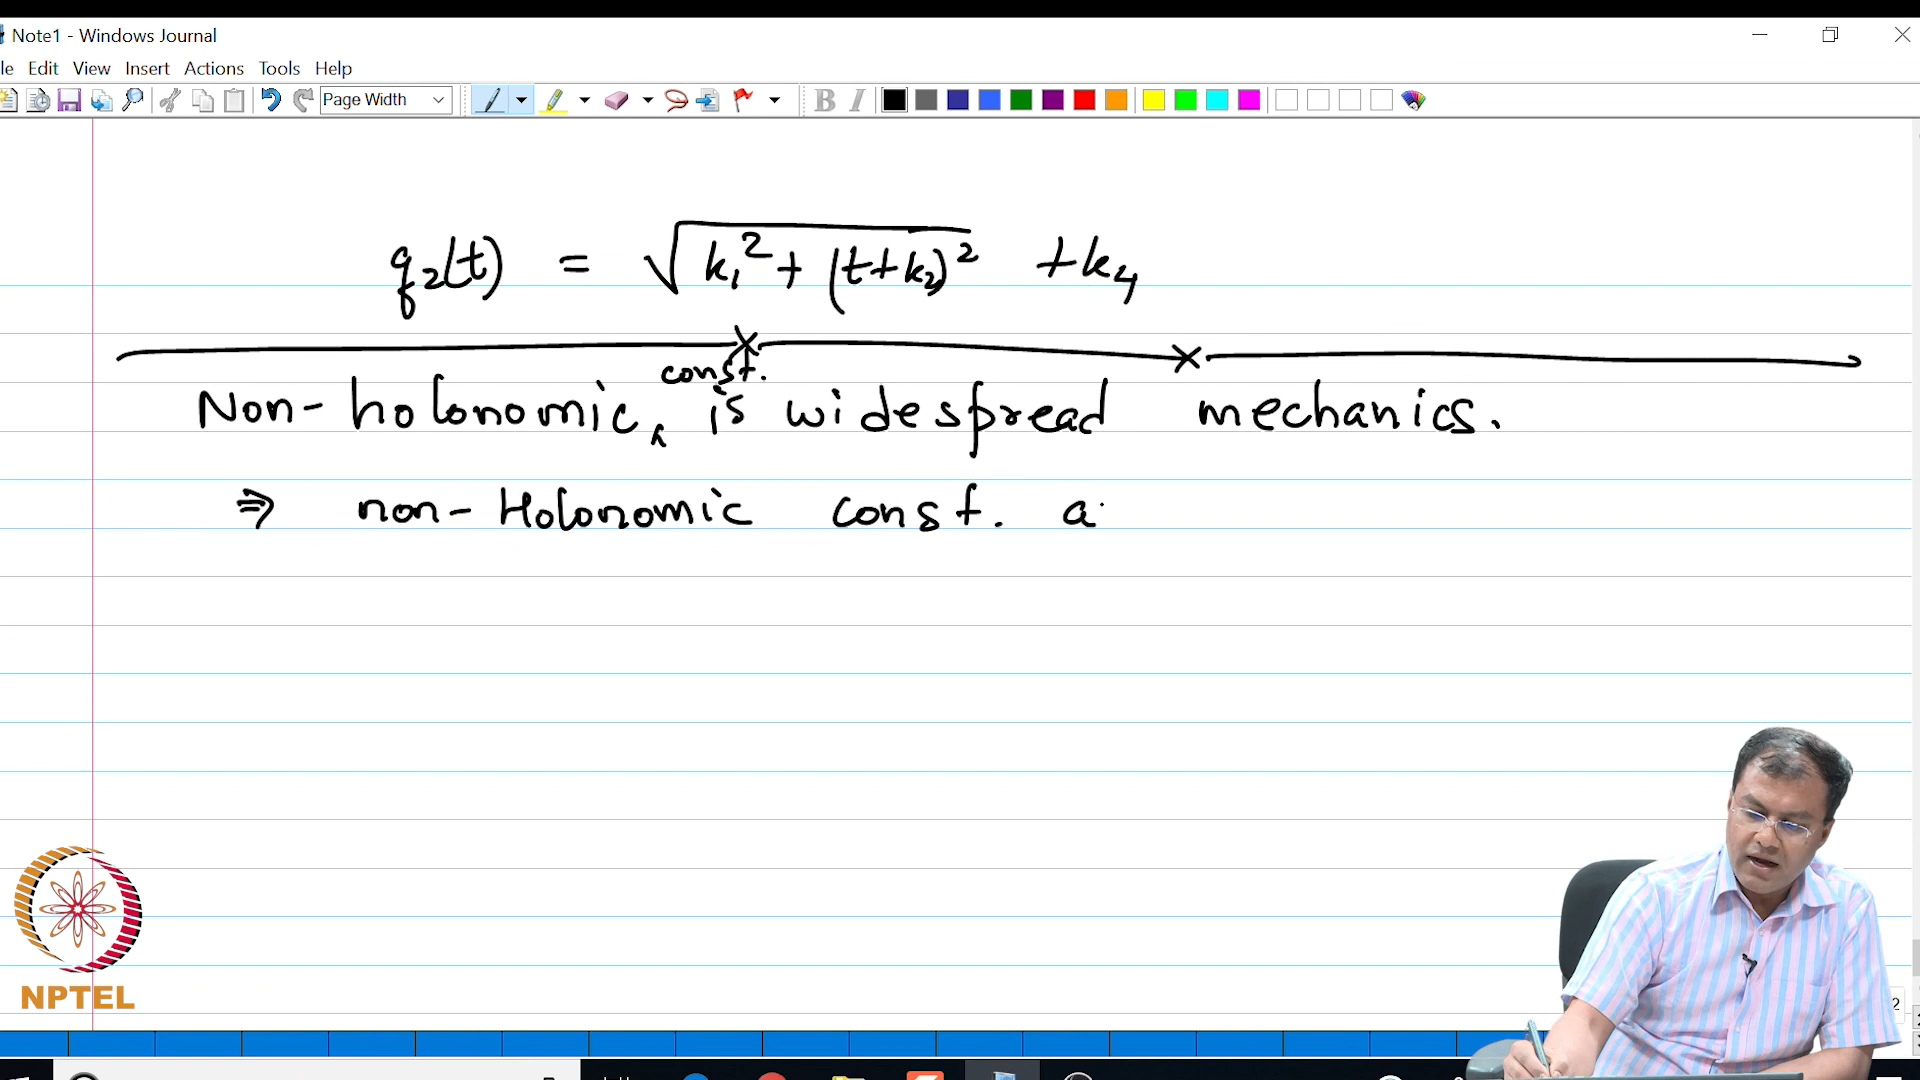 Note1 - Windows Journal
le Edit View Insert Actions Tools Help
Page Width
B I
q₂(t) = √(k₁² + (t+k₂)²) + k₄
const.
Non-holonomic ‸ is widespread mechanics.
⇒ non-Holonomic const. a
NPTEL
2